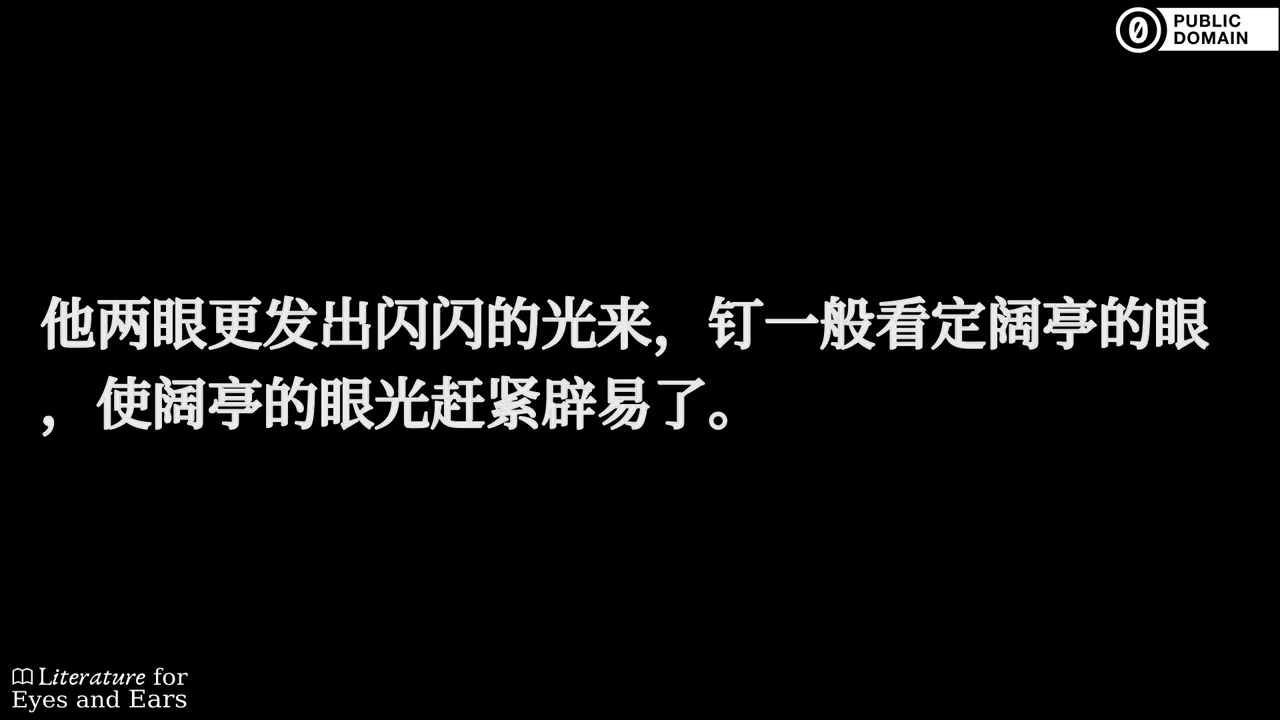 PUBLIC
DOMAIN
他两眼更发出闪闪的光来，钉一般看定阔亭的眼
，使阔亭的眼光赶紧辟易了。
Literature for
Eyes and Ears